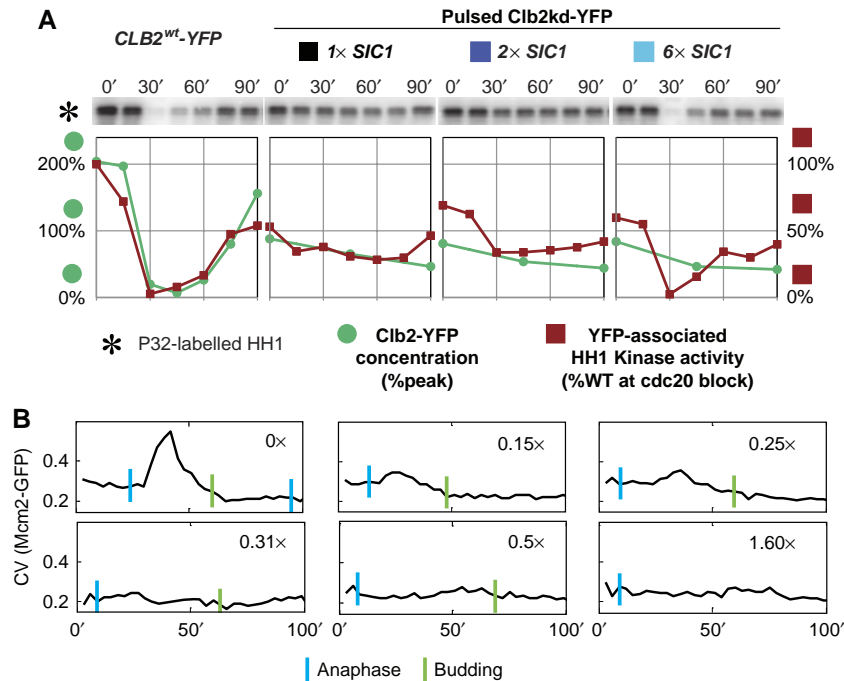 A
Pulsed Clb2kd-YFP
CLB2wt-YFP
1× SIC1
2× SIC1
6× SIC1
0′ 30′ 60′ 90′ 0′ 30′ 60′ 90′ 0′ 30′ 60′ 90′ 0′ 30′ 60′ 90′
*
200%
100%
0%
100%
50%
0%
* P32-labelled HH1
Clb2-YFP
concentration
(%peak)
YFP-associated
HH1 Kinase activity
(%WT at cdc20 block)
B
CV (Mcm2-GFP)
0.4
0.2
0×
0.15×
0.25×
0.4
0.2
0.31×
0.5×
1.60×
0′ 50′ 100′ 0′ 50′ 100′ 0′ 50′ 100′
Anaphase
Budding